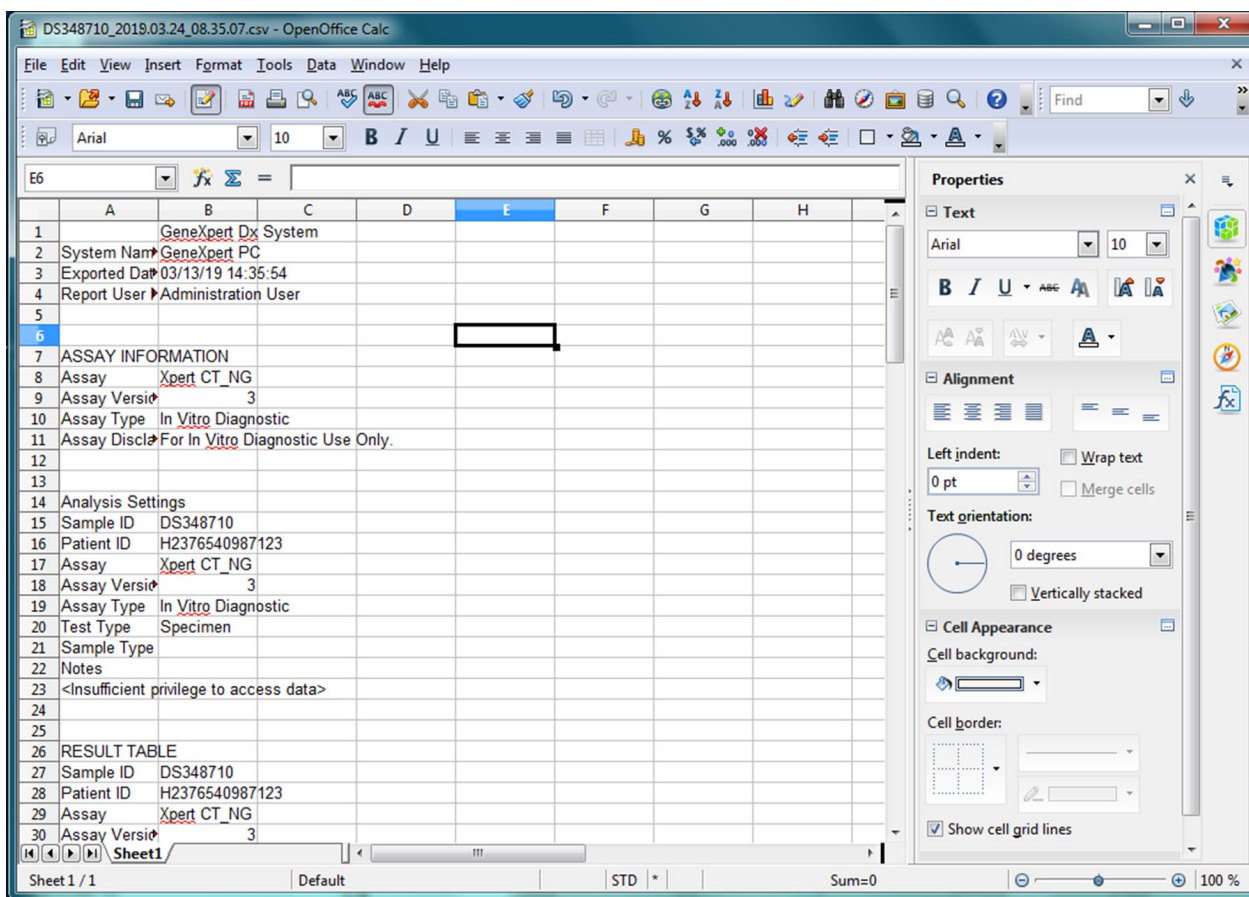 DS348710_2019.03.24_08.35.07.csv - OpenOffice Calc
File Edit View Insert Format Tools Data Window Help
ABC ABC Find
Arial 10 B I U
E6
A B C D E F G H
1 GeneXpert Dx System
2 System Nam GeneXpert PC
3 Exported Dat 03/13/19 14:35:54
4 Report User Administration User
5
6
7 ASSAY INFORMATION
8 Assay Xpert CT_NG
9 Assay Versio 3
10 Assay Type In Vitro Diagnostic
11 Assay Discla For In Vitro Diagnostic Use Only.
12
13
14 Analysis Settings
15 Sample ID DS348710
16 Patient ID H2376540987123
17 Assay Xpert CT_NG
18 Assay Versio 3
19 Assay Type In Vitro Diagnostic
20 Test Type Specimen
21 Sample Type
22 Notes
23 <Insufficient privilege to access data>
24
25
26 RESULT TABLE
27 Sample ID DS348710
28 Patient ID H2376540987123
29 Assay Xpert CT_NG
30 Assay Versio 3
Sheet1
Sheet 1 / 1 Default STD * Sum=0 100 %
Properties
Text
Arial 10
B I U ABC AA
Alignment
Left indent:
0 pt
Wrap text
Merge cells
Text orientation:
0 degrees
Vertically stacked
Cell Appearance
Cell background:
Cell border:
Show cell grid lines